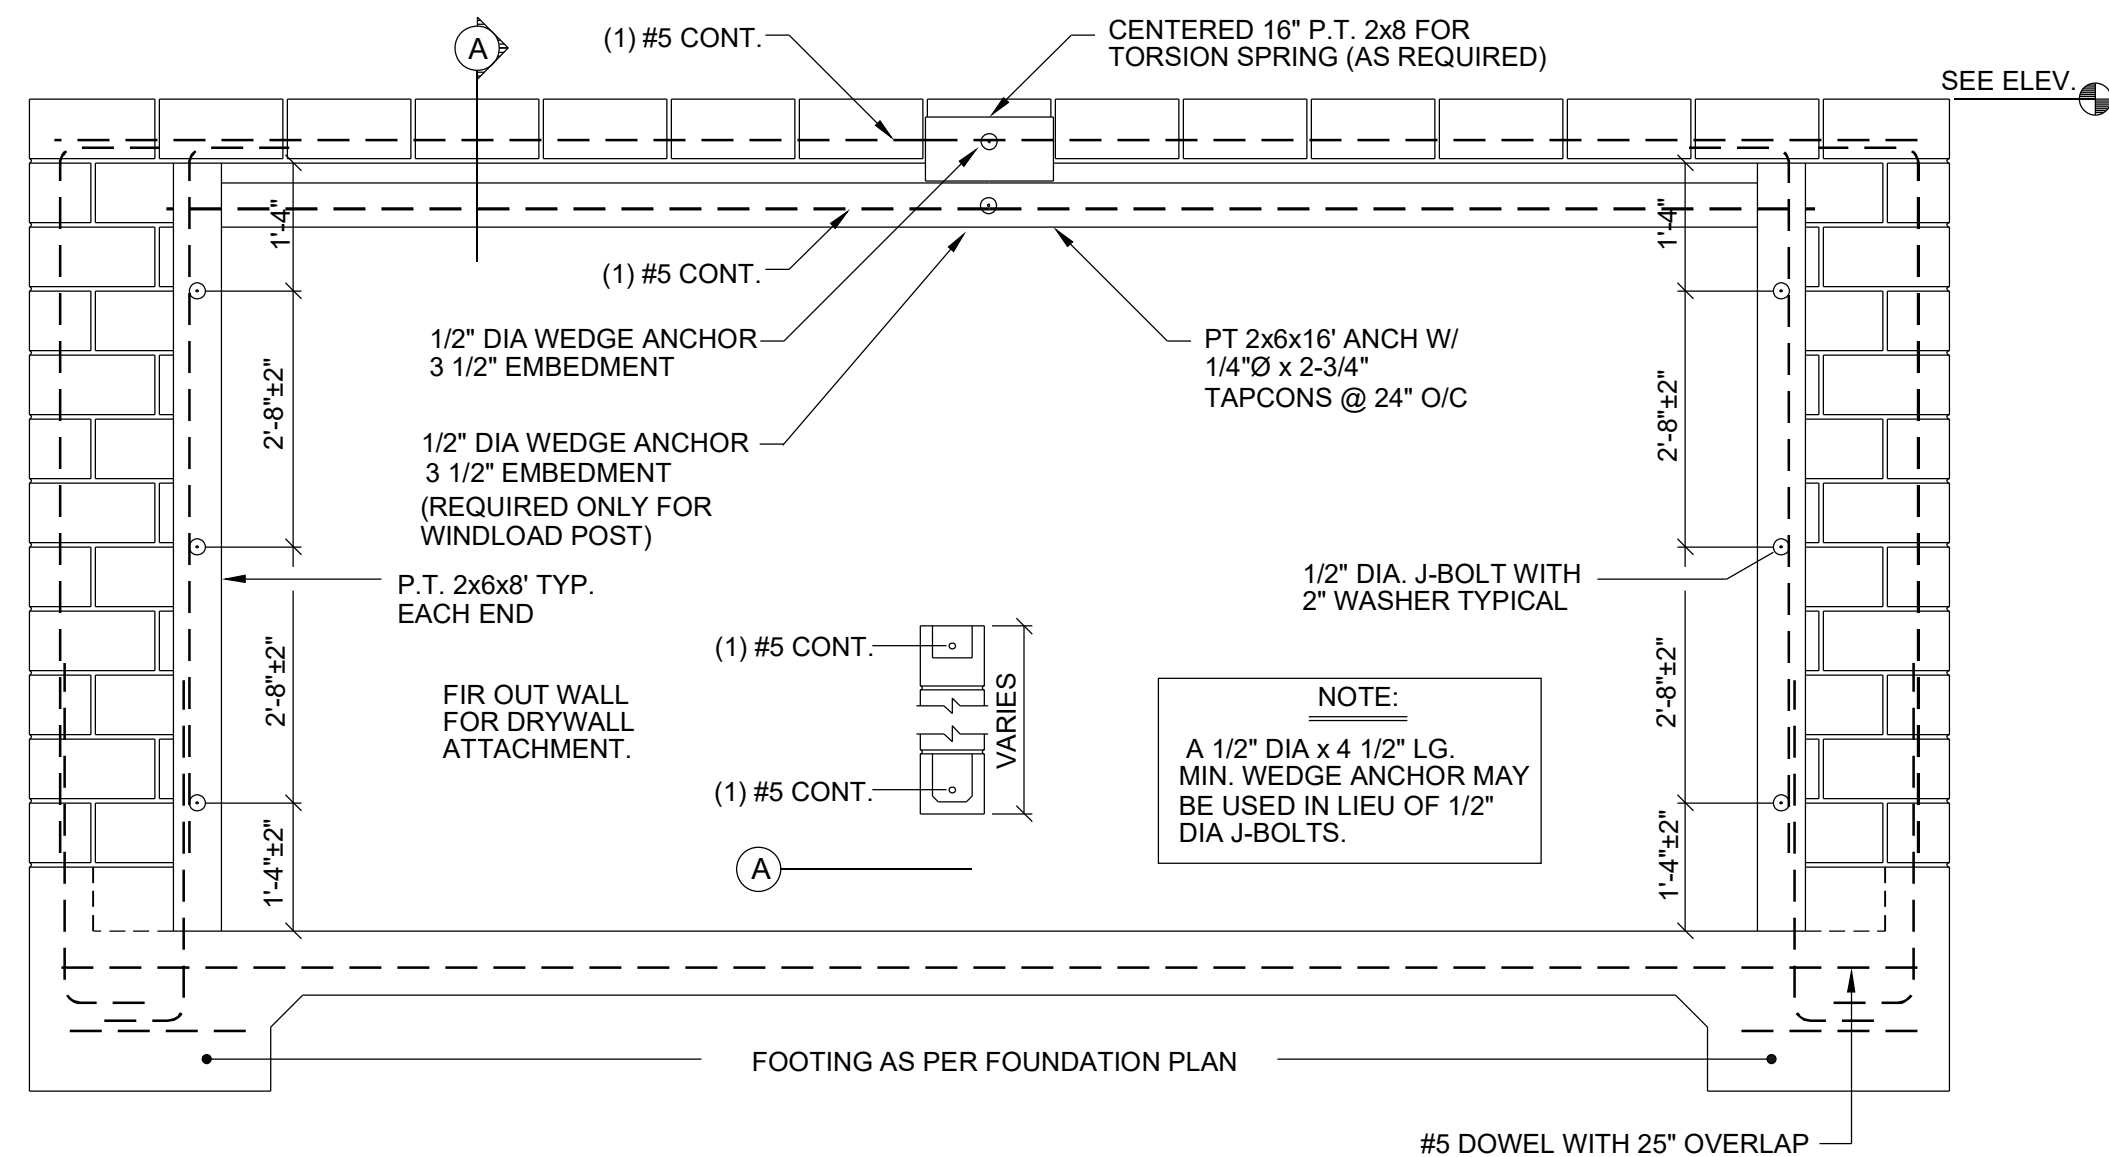 A
(1) #5 CONT.
CENTERED 16" P.T. 2x8 FOR
TORSION SPRING (AS REQUIRED)
SEE ELEV.
1'-4"
1'-4"
(1) #5 CONT.
1/2" DIA WEDGE ANCHOR
3 1/2" EMBEDMENT
PT 2x6x16' ANCH W/
1/4"Ø x 2-3/4"
TAPCONS @ 24" O/C
2'-8"±2"
2'-8"±2"
1/2" DIA WEDGE ANCHOR
3 1/2" EMBEDMENT
(REQUIRED ONLY FOR
WINDLOAD POST)
P.T. 2x6x8' TYP.
EACH END
1/2" DIA. J-BOLT WITH
2" WASHER TYPICAL
2'-8"±2"
2'-8"±2"
FIR OUT WALL
FOR DRYWALL
ATTACHMENT.
(1) #5 CONT.
VARIES
(1) #5 CONT.
NOTE:
A 1/2" DIA x 4 1/2" LG.
MIN. WEDGE ANCHOR MAY
BE USED IN LIEU OF 1/2"
DIA J-BOLTS.
A
1'-4"±2"
1'-4"±2"
FOOTING AS PER FOUNDATION PLAN
#5 DOWEL WITH 25" OVERLAP